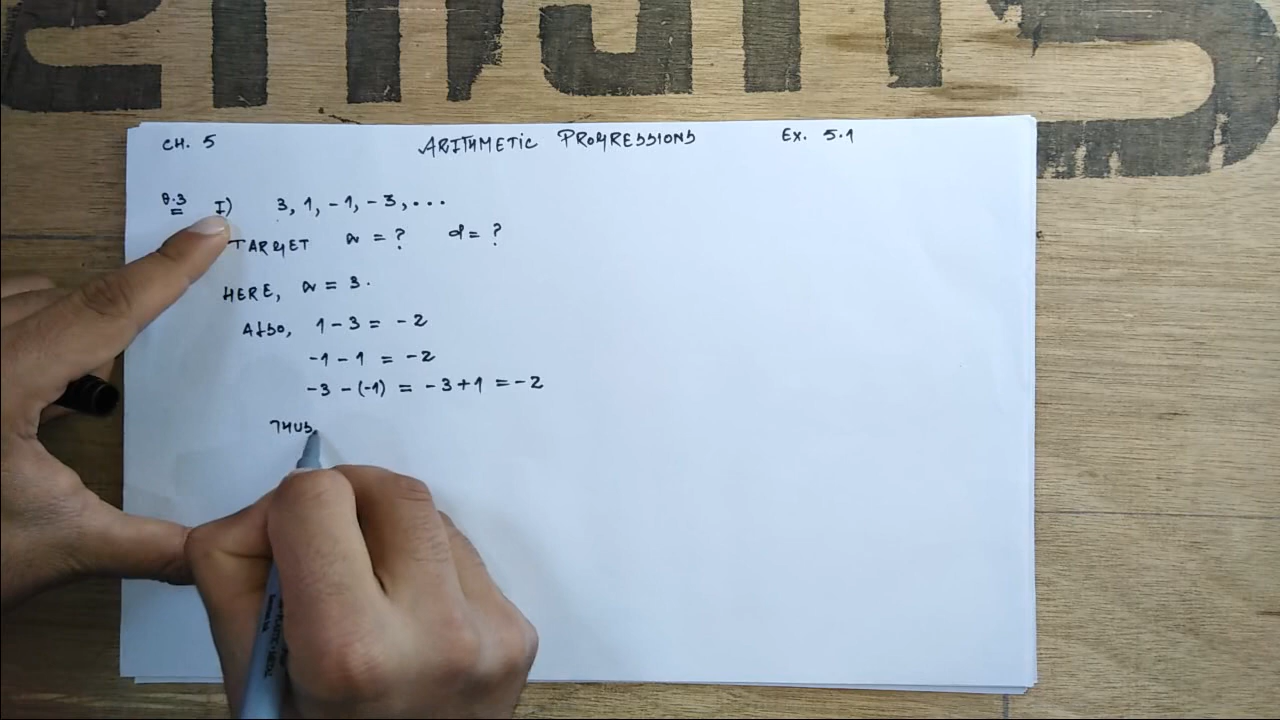 CH. 5 ARITHMETIC PROGRESSIONS Ex. 5.1
Q.3 I) 3, 1, -1, -3, ...
TARGET a = ? d = ?
HERE, a = 3.
ALSO, 1 - 3 = -2
-1 - 1 = -2
-3 - (-1) = -3 + 1 = -2
THUS,